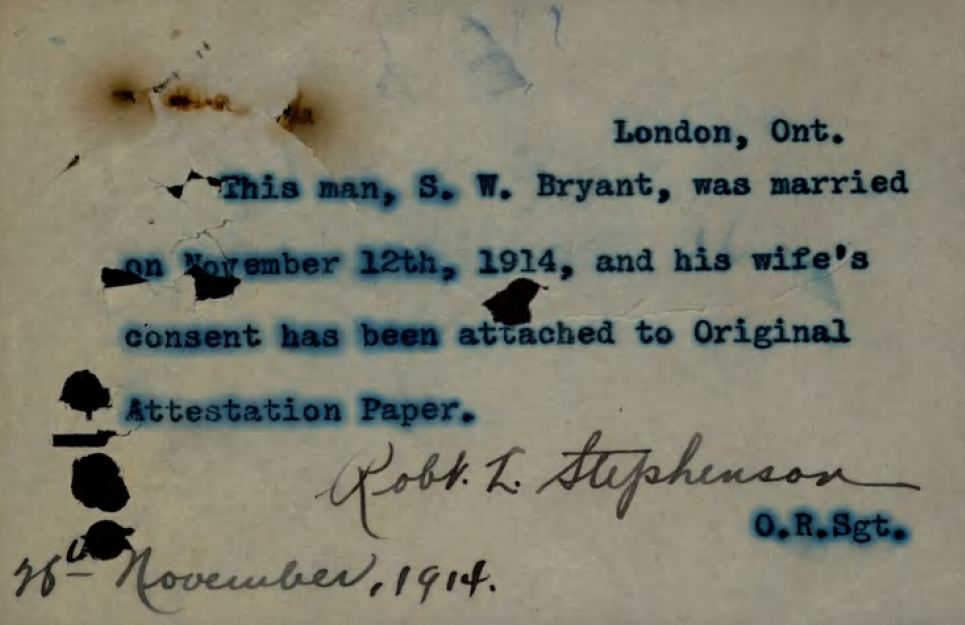 London, Ont.
This man, S. W. Bryant, was married
on November 12th, 1914, and his wife's
consent has been attached to Original
Attestation Paper.
Robt. L. Stephenson
O.R.Sgt.
26th November, 1914.